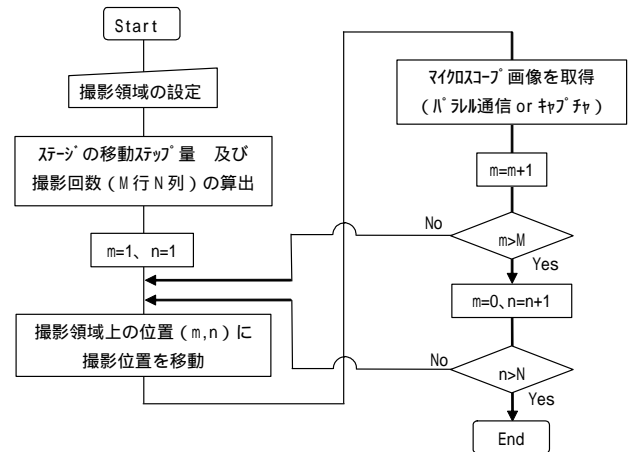 Start
撮影領域の設定
ｽﾃｰｼﾞの移動ｽﾃｯﾌﾟ量　及び
撮影回数（M行N列）の算出
m=1、n=1
撮影領域上の位置（m,n）に
撮影位置を移動
ﾏｲｸﾛｽｺｰﾌﾟ画像を取得
（ﾊﾟﾗﾚﾙ通信 or ｷｬﾌﾟﾁｬ）
m=m+1
No
m>M
Yes
m=0、n=n+1
No
n>N
Yes
End